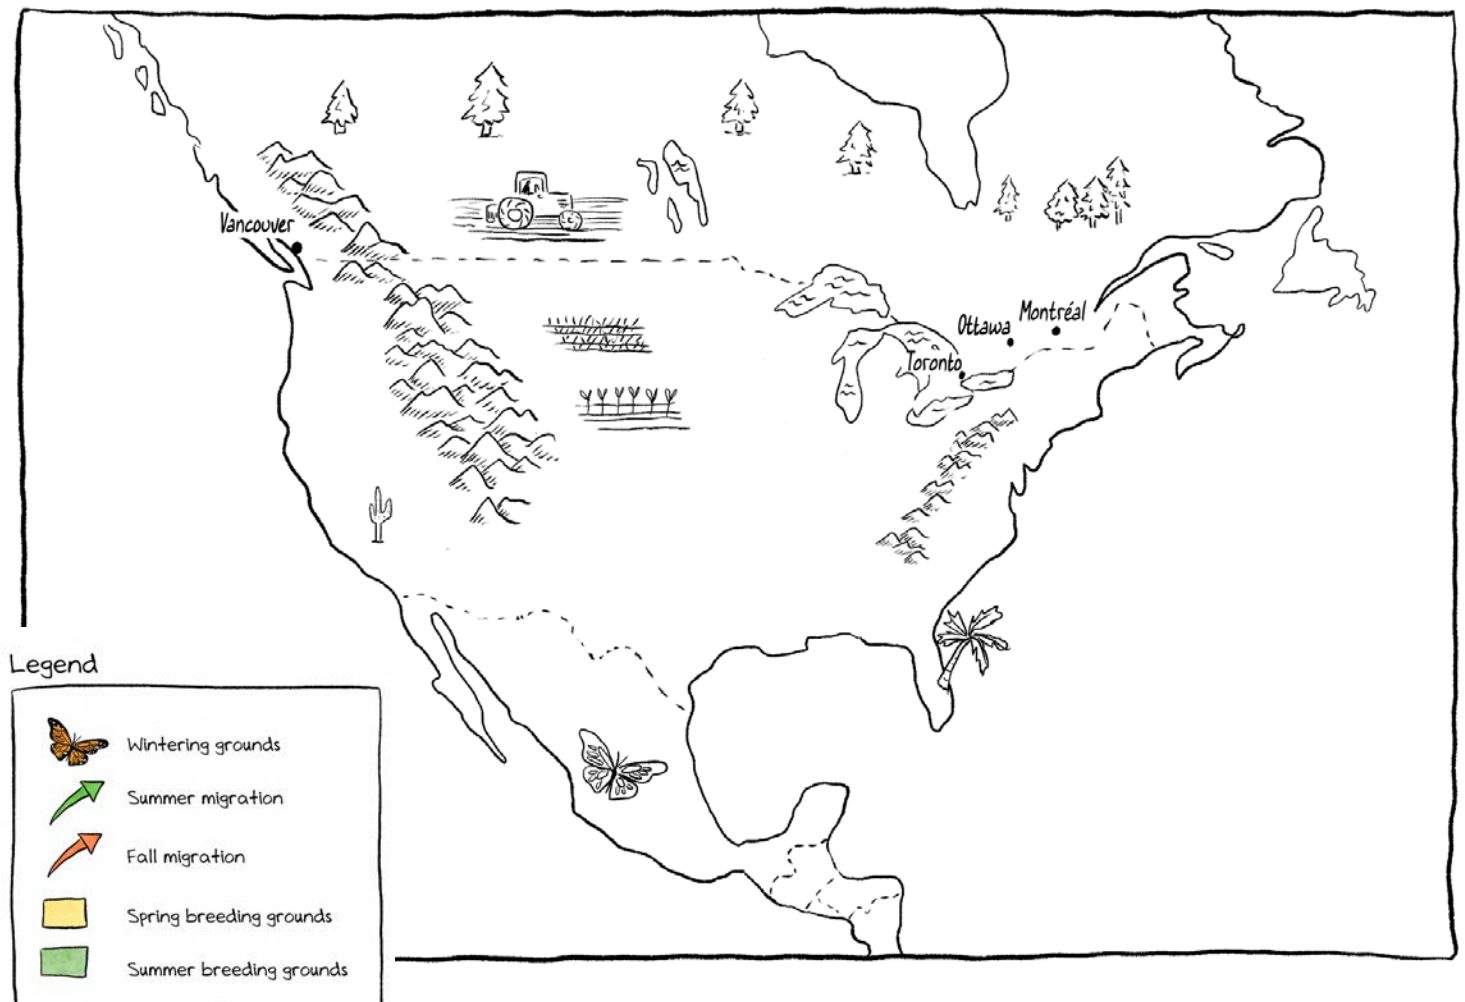 Vancouver
Montréal
Ottawa
Toronto
Legend
Wintering grounds
Summer migration
Fall migration
Spring breeding grounds
Summer breeding grounds